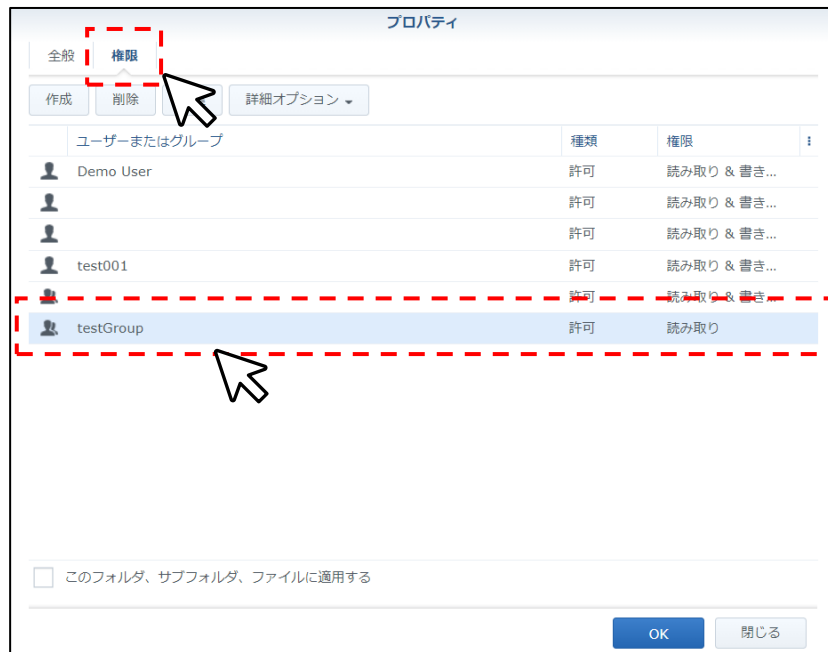 プロパティ
全般 権限
作成 削除 詳細オプション
ユーザーまたはグループ 種類 権限
Demo User 許可 読み取り & 書き...
許可 読み取り & 書き...
許可 読み取り & 書き...
test001 許可 読み取り & 書き...
許可 読み取り & 書き...
testGroup 許可 読み取り
このフォルダ、サブフォルダ、ファイルに適用する
OK 閉じる